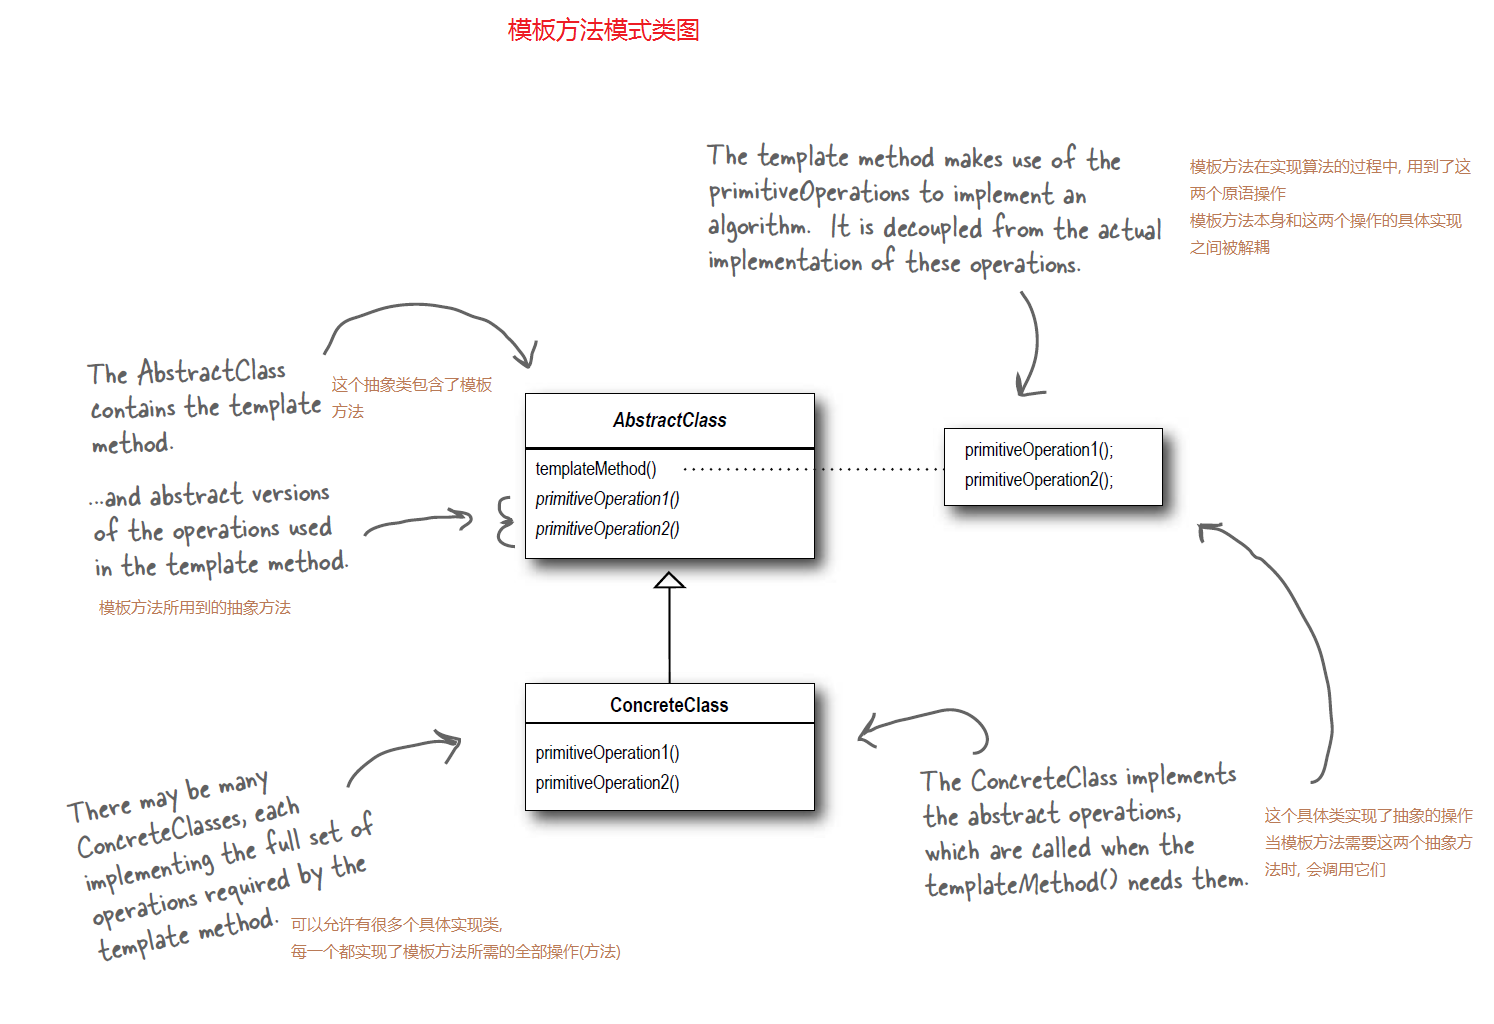 模板方法模式类图
The template method makes use of the
primitiveOperations to implement an
algorithm. It is decoupled from the actual
implementation of these operations.
模板方法在实现算法的过程中, 用到了这
两个原语操作
模板方法本身和这两个操作的具体实现
之间被解耦
The AbstractClass
contains the template
method.
这个抽象类包含了模板
方法
...and abstract versions
of the operations used
in the template method.
模板方法所用到的抽象方法
AbstractClass
templateMethod()
primitiveOperation1()
primitiveOperation2()
primitiveOperation1();
primitiveOperation2();
ConcreteClass
primitiveOperation1()
primitiveOperation2()
There may be many
ConcreteClasses, each
implementing the full set of
operations required by the
template method.
可以允许有很多个具体实现类,
每一个都实现了模板方法所需的全部操作(方法)
The ConcreteClass implements
the abstract operations,
which are called when the
templateMethod() needs them.
这个具体类实现了抽象的操作
当模板方法需要这两个抽象方
法时, 会调用它们